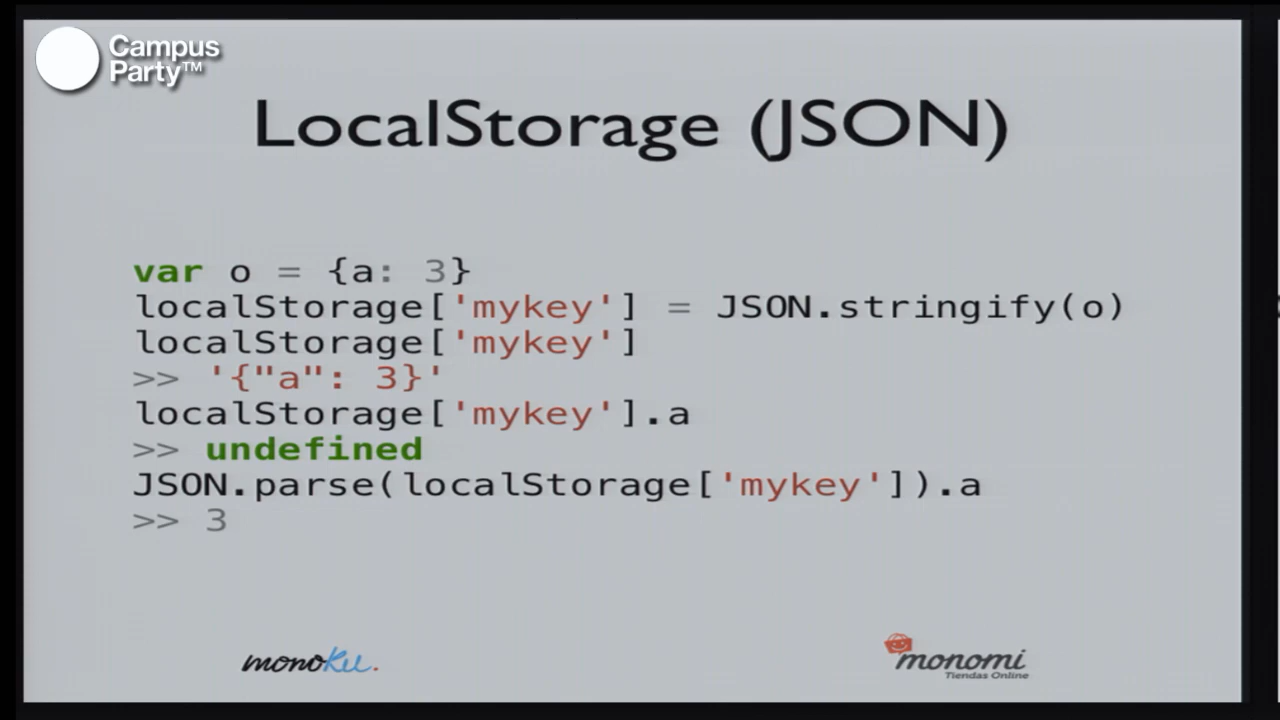 Campus
Party™
LocalStorage (JSON)
var o = {a: 3}
localStorage['mykey'] = JSON.stringify(o)
localStorage['mykey']
>> '{"a": 3}'
localStorage['mykey'].a
>> undefined
JSON.parse(localStorage['mykey']).a
>> 3
monoku.
monomi
Tiendas Online